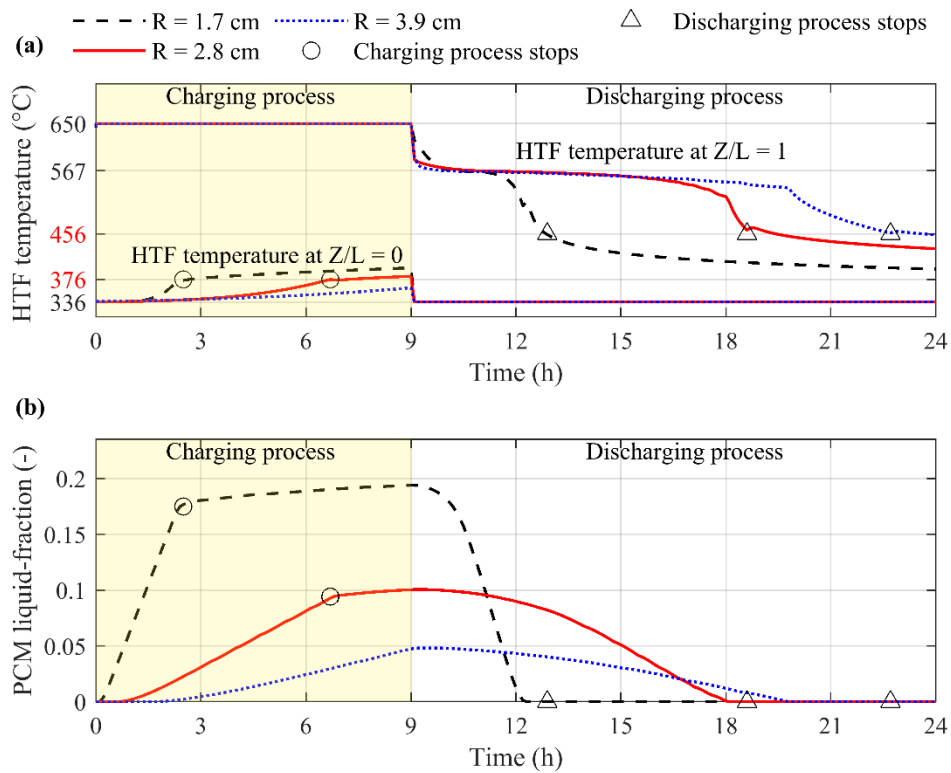 R = 1.7 cm R = 3.9 cm Discharging process stops
(a) R = 2.8 cm Charging process stops
Charging process Discharging process
HTF temperature (°C)
650
567
456
376
336
HTF temperature at Z/L = 1
HTF temperature at Z/L = 0
0 3 6 9 12 15 18 21 24
Time (h)
(b)
Charging process Discharging process
PCM liquid-fraction (-)
0.2
0.15
0.1
0.05
0
0 3 6 9 12 15 18 21 24
Time (h)